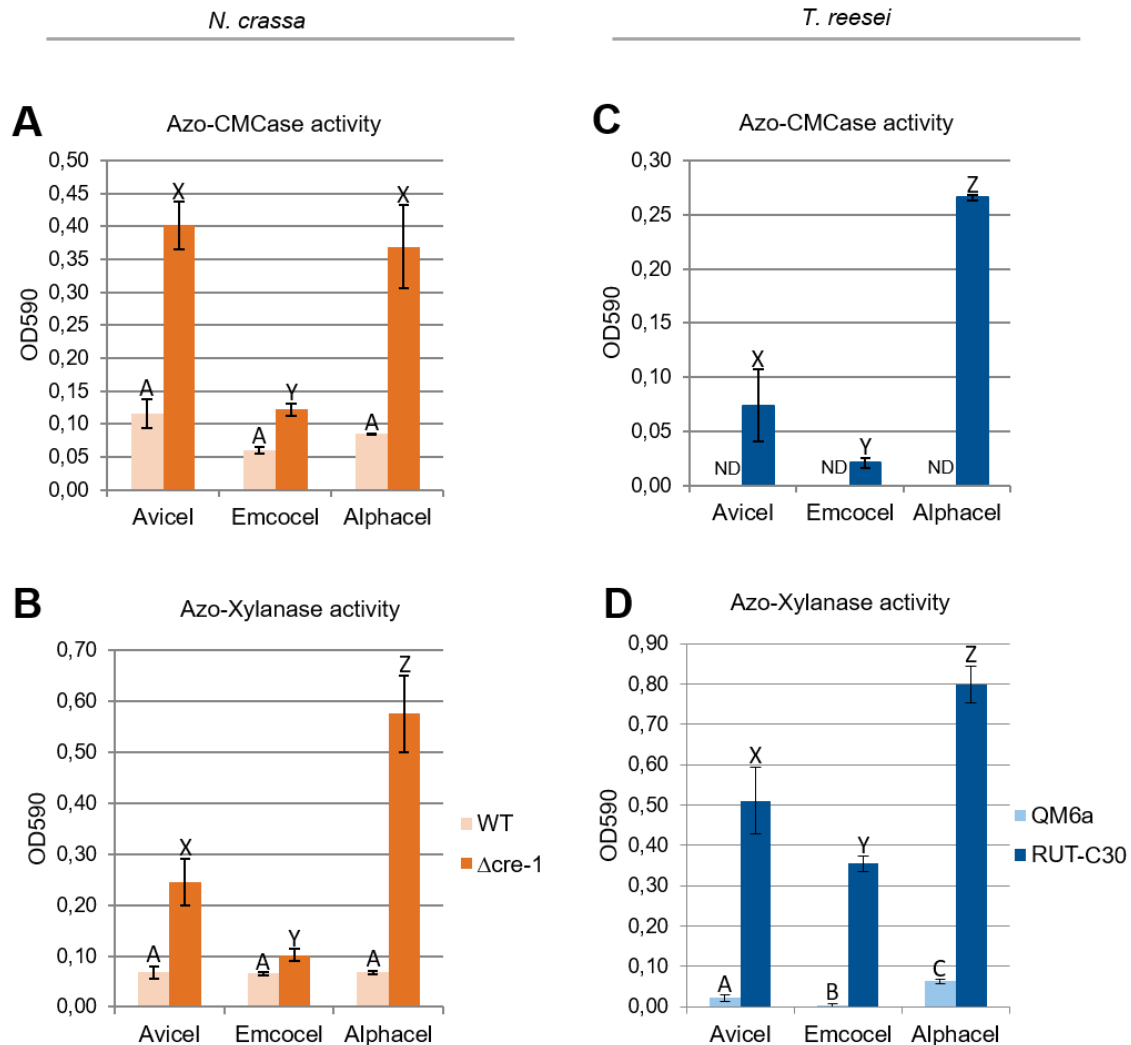 N. crassa
T. reesei
A
Azo-CMCase activity
0,50
0,45
0,40
0,35
0,30
0,25
0,20
0,15
0,10
0,05
0,00
OD590
A
X
A
Y
A
X
Avicel
Emcocel
Alphacel
C
Azo-CMCase activity
0,30
0,25
0,20
0,15
0,10
0,05
0,00
OD590
ND
X
ND
Y
ND
Z
Avicel
Emcocel
Alphacel
B
Azo-Xylanase activity
0,70
0,60
0,50
0,40
0,30
0,20
0,10
0,00
OD590
A
X
A
Y
A
Z
Avicel
Emcocel
Alphacel
WT
Δcre-1
D
Azo-Xylanase activity
0,90
0,80
0,70
0,60
0,50
0,40
0,30
0,20
0,10
0,00
OD590
A
X
B
Y
C
Z
Avicel
Emcocel
Alphacel
QM6a
RUT-C30